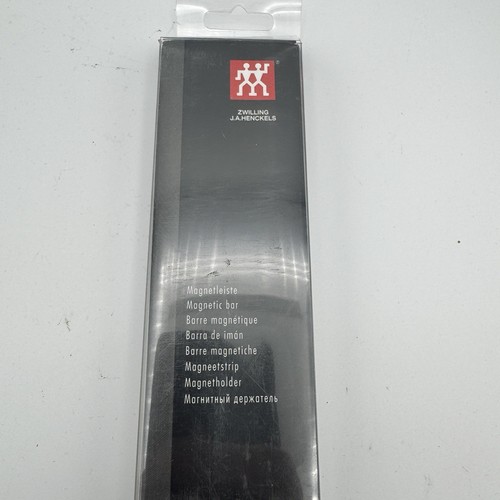 ZWILLING
J.A.HENCKELS
Magnetleiste
Magnetic bar
Barre magnétique
Barra de imán
Barre magnetiche
Magneetstrip
Magnetholder
Магнитный держатель